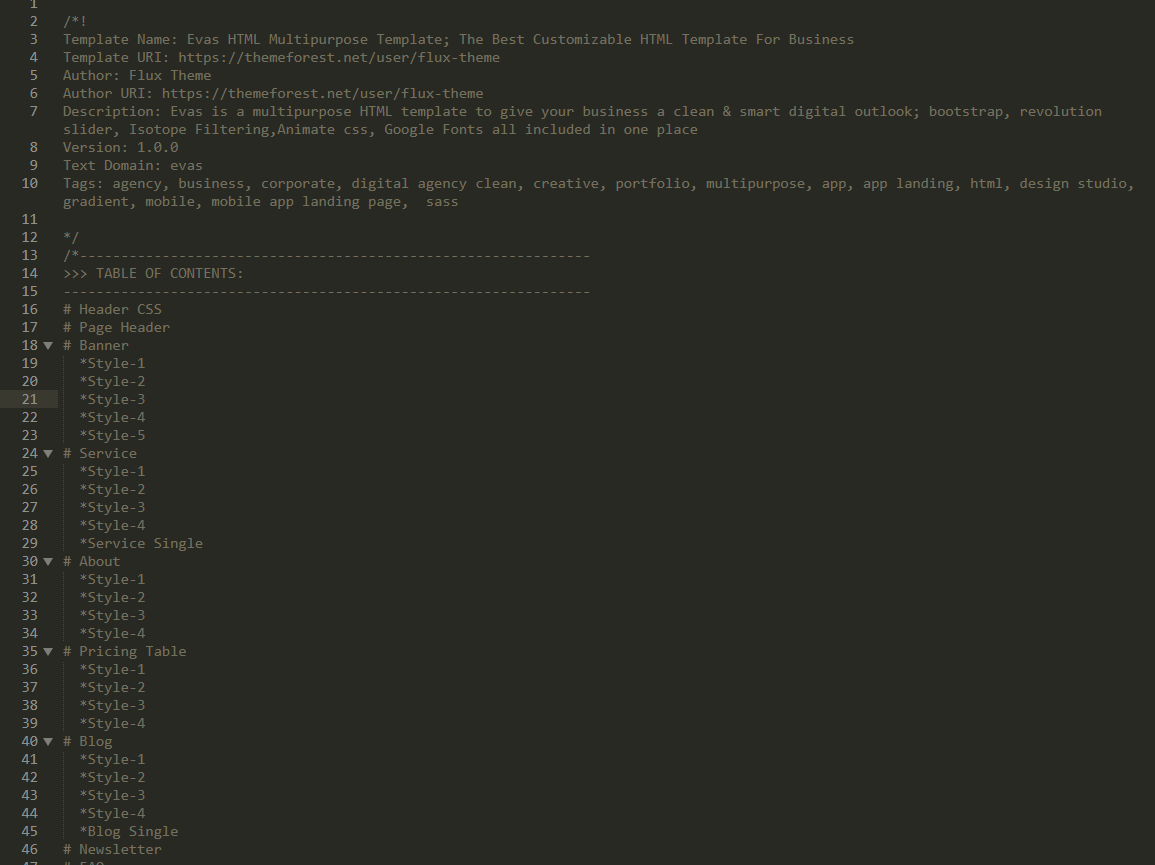 1
2 /*!
3 Template Name: Evas HTML Multipurpose Template; The Best Customizable HTML Template For Business
4 Template URI: https://themeforest.net/user/flux-theme
5 Author: Flux Theme
6 Author URI: https://themeforest.net/user/flux-theme
7 Description: Evas is a multipurpose HTML template to give your business a clean & smart digital outlook; bootstrap, revolution
slider, Isotope Filtering,Animate css, Google Fonts all included in one place
8 Version: 1.0.0
9 Text Domain: evas
10 Tags: agency, business, corporate, digital agency clean, creative, portfolio, multipurpose, app, app landing, html, design studio,
gradient, mobile, mobile app landing page,  sass
11
12 */
13 /*--------------------------------------------------------------
14 >>> TABLE OF CONTENTS:
15 ----------------------------------------------------------------
16 # Header CSS
17 # Page Header
18 # Banner
19 *Style-1
20 *Style-2
21 *Style-3
22 *Style-4
23 *Style-5
24 # Service
25 *Style-1
26 *Style-2
27 *Style-3
28 *Style-4
29 *Service Single
30 # About
31 *Style-1
32 *Style-2
33 *Style-3
34 *Style-4
35 # Pricing Table
36 *Style-1
37 *Style-2
38 *Style-3
39 *Style-4
40 # Blog
41 *Style-1
42 *Style-2
43 *Style-3
44 *Style-4
45 *Blog Single
46 # Newsletter
47 # FAQ